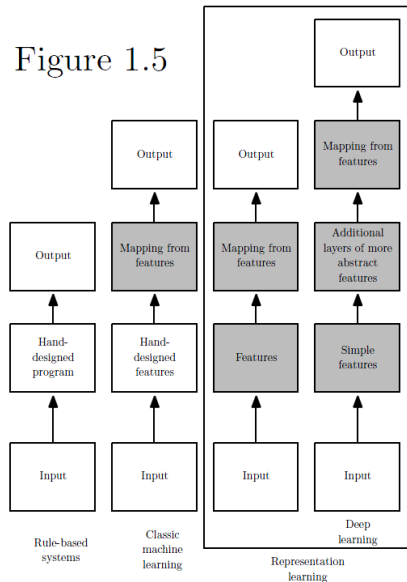 Figure 1.5
Output
Output
Output
Mapping from
features
Output
Mapping from
features
Mapping from
features
Additional
layers of more
abstract
features
Hand-
designed
program
Hand-
designed
features
Features
Simple
features
Input
Input
Input
Input
Rule-based
systems
Classic
machine
learning
Deep
learning
Representation
learning